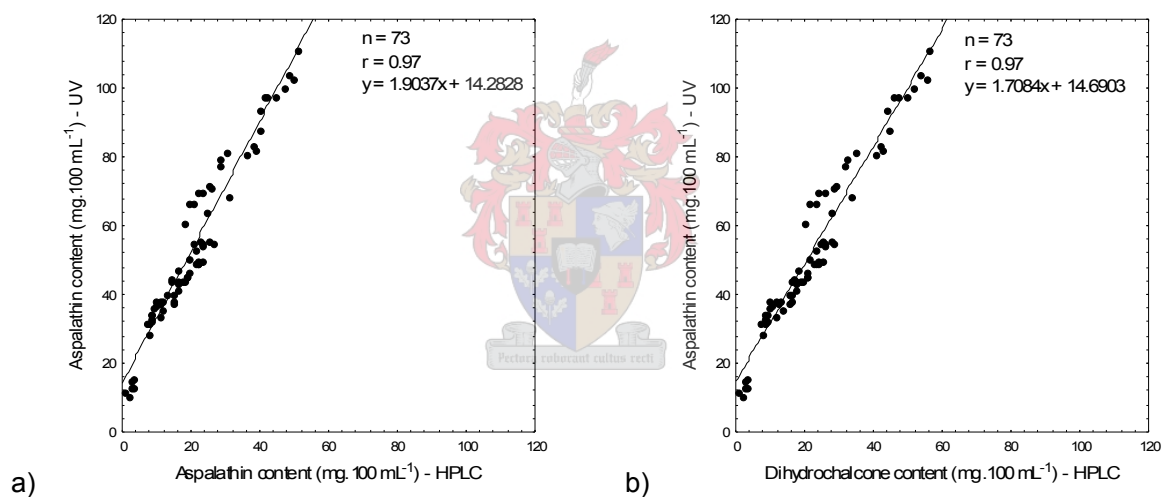 120
100
80
60
40
20
0
Aspalathin content (mg.100 mL⁻¹) - UV
n = 73
r = 0.97
y = 1.9037x + 14.2828
0 20 40 60 80 100 120
Aspalathin content (mg.100 mL⁻¹) - HPLC
a)
Pectora roborant cultus recti
120
100
80
60
40
20
0
Aspalathin content (mg.100 mL⁻¹) - UV
n = 73
r = 0.97
y = 1.7084x + 14.6903
0 20 40 60 80 100 120
Dihydrochalcone content (mg.100 mL⁻¹) - HPLC
b)